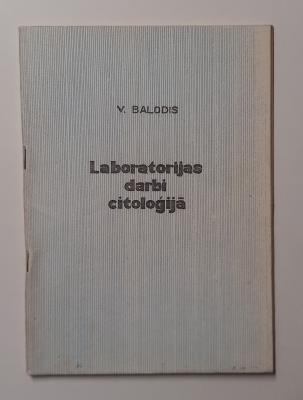 V. BALODIS
Laboratorijas
darbi
citoloģijā